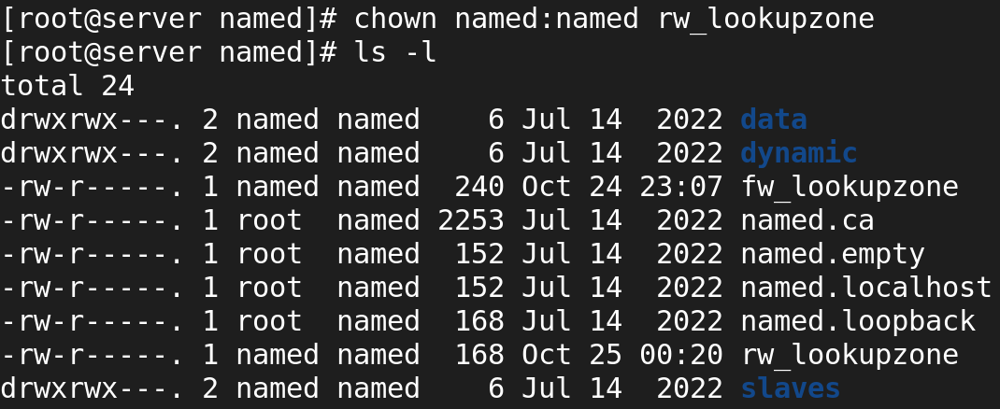 [root@server named]# chown named:named rw_lookupzone
[root@server named]# ls -l
total 24
drwxrwx---. 2 named named    6 Jul 14  2022 data
drwxrwx---. 2 named named    6 Jul 14  2022 dynamic
-rw-r-----. 1 named named  240 Oct 24 23:07 fw_lookupzone
-rw-r-----. 1 root  named 2253 Jul 14  2022 named.ca
-rw-r-----. 1 root  named  152 Jul 14  2022 named.empty
-rw-r-----. 1 root  named  152 Jul 14  2022 named.localhost
-rw-r-----. 1 root  named  168 Jul 14  2022 named.loopback
-rw-r-----. 1 named named  168 Oct 25 00:20 rw_lookupzone
drwxrwx---. 2 named named    6 Jul 14  2022 slaves